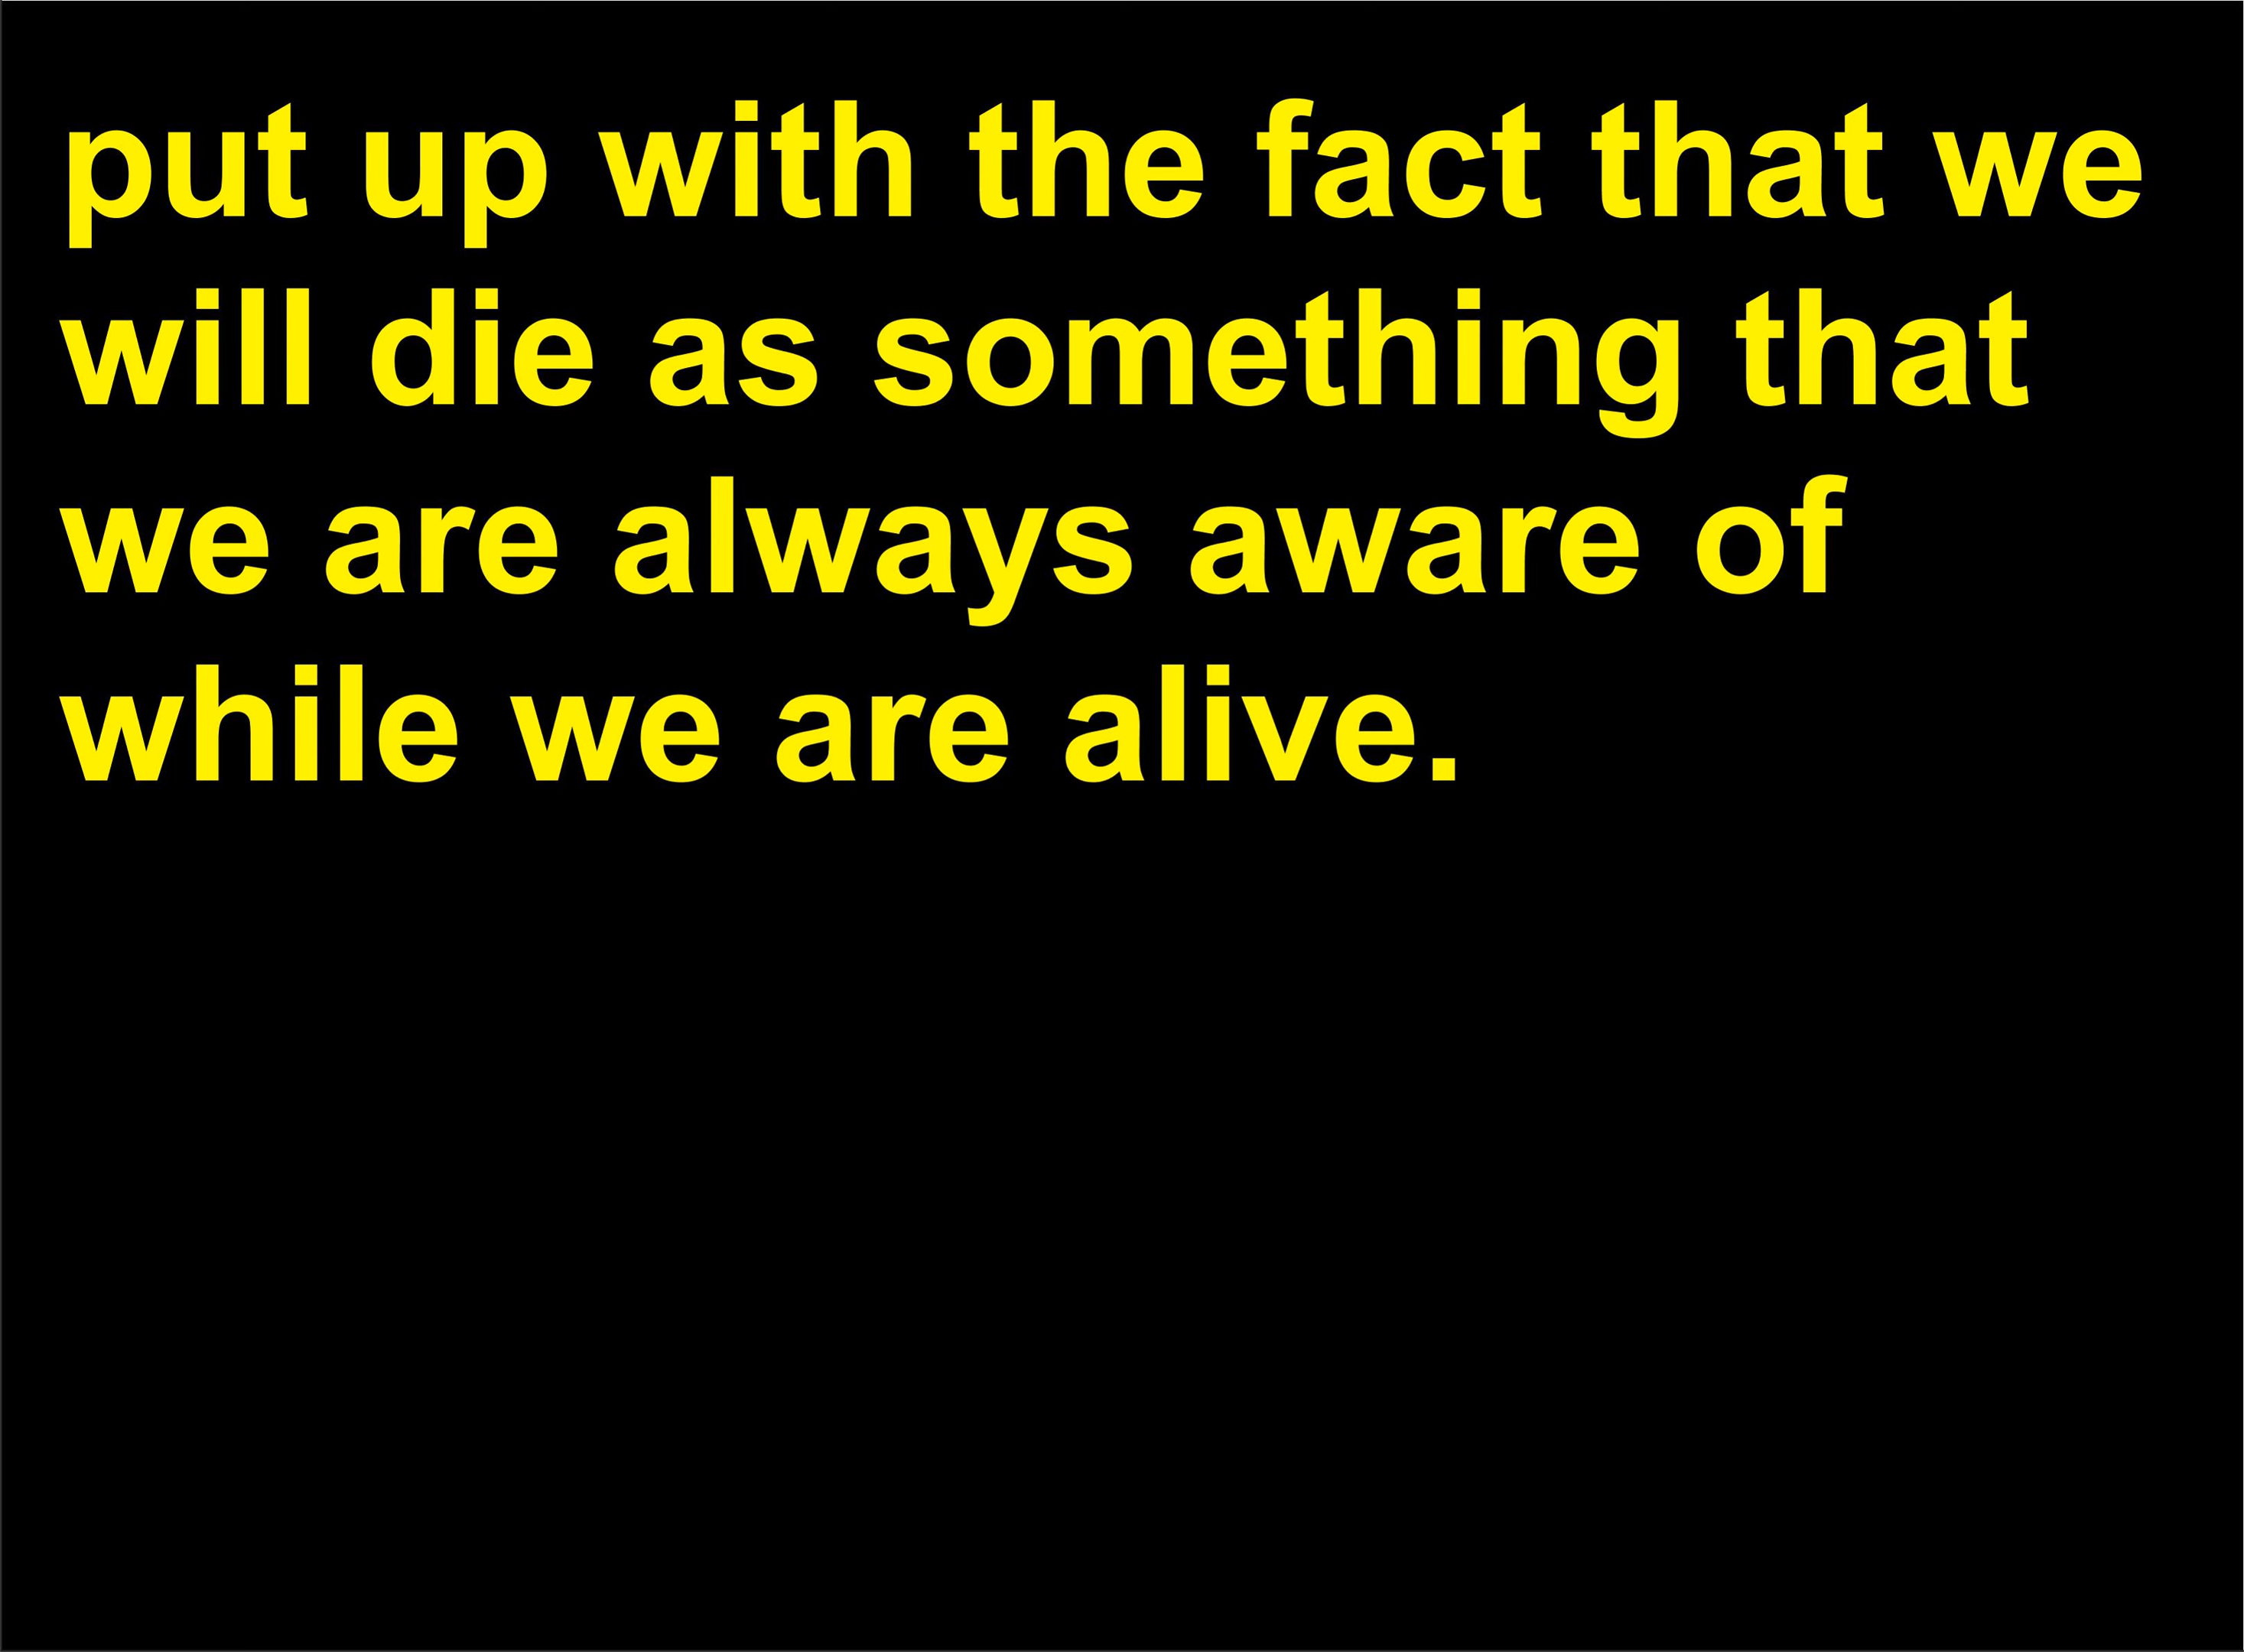 put up with the fact that we
will die as something that
we are always aware of
while we are alive.